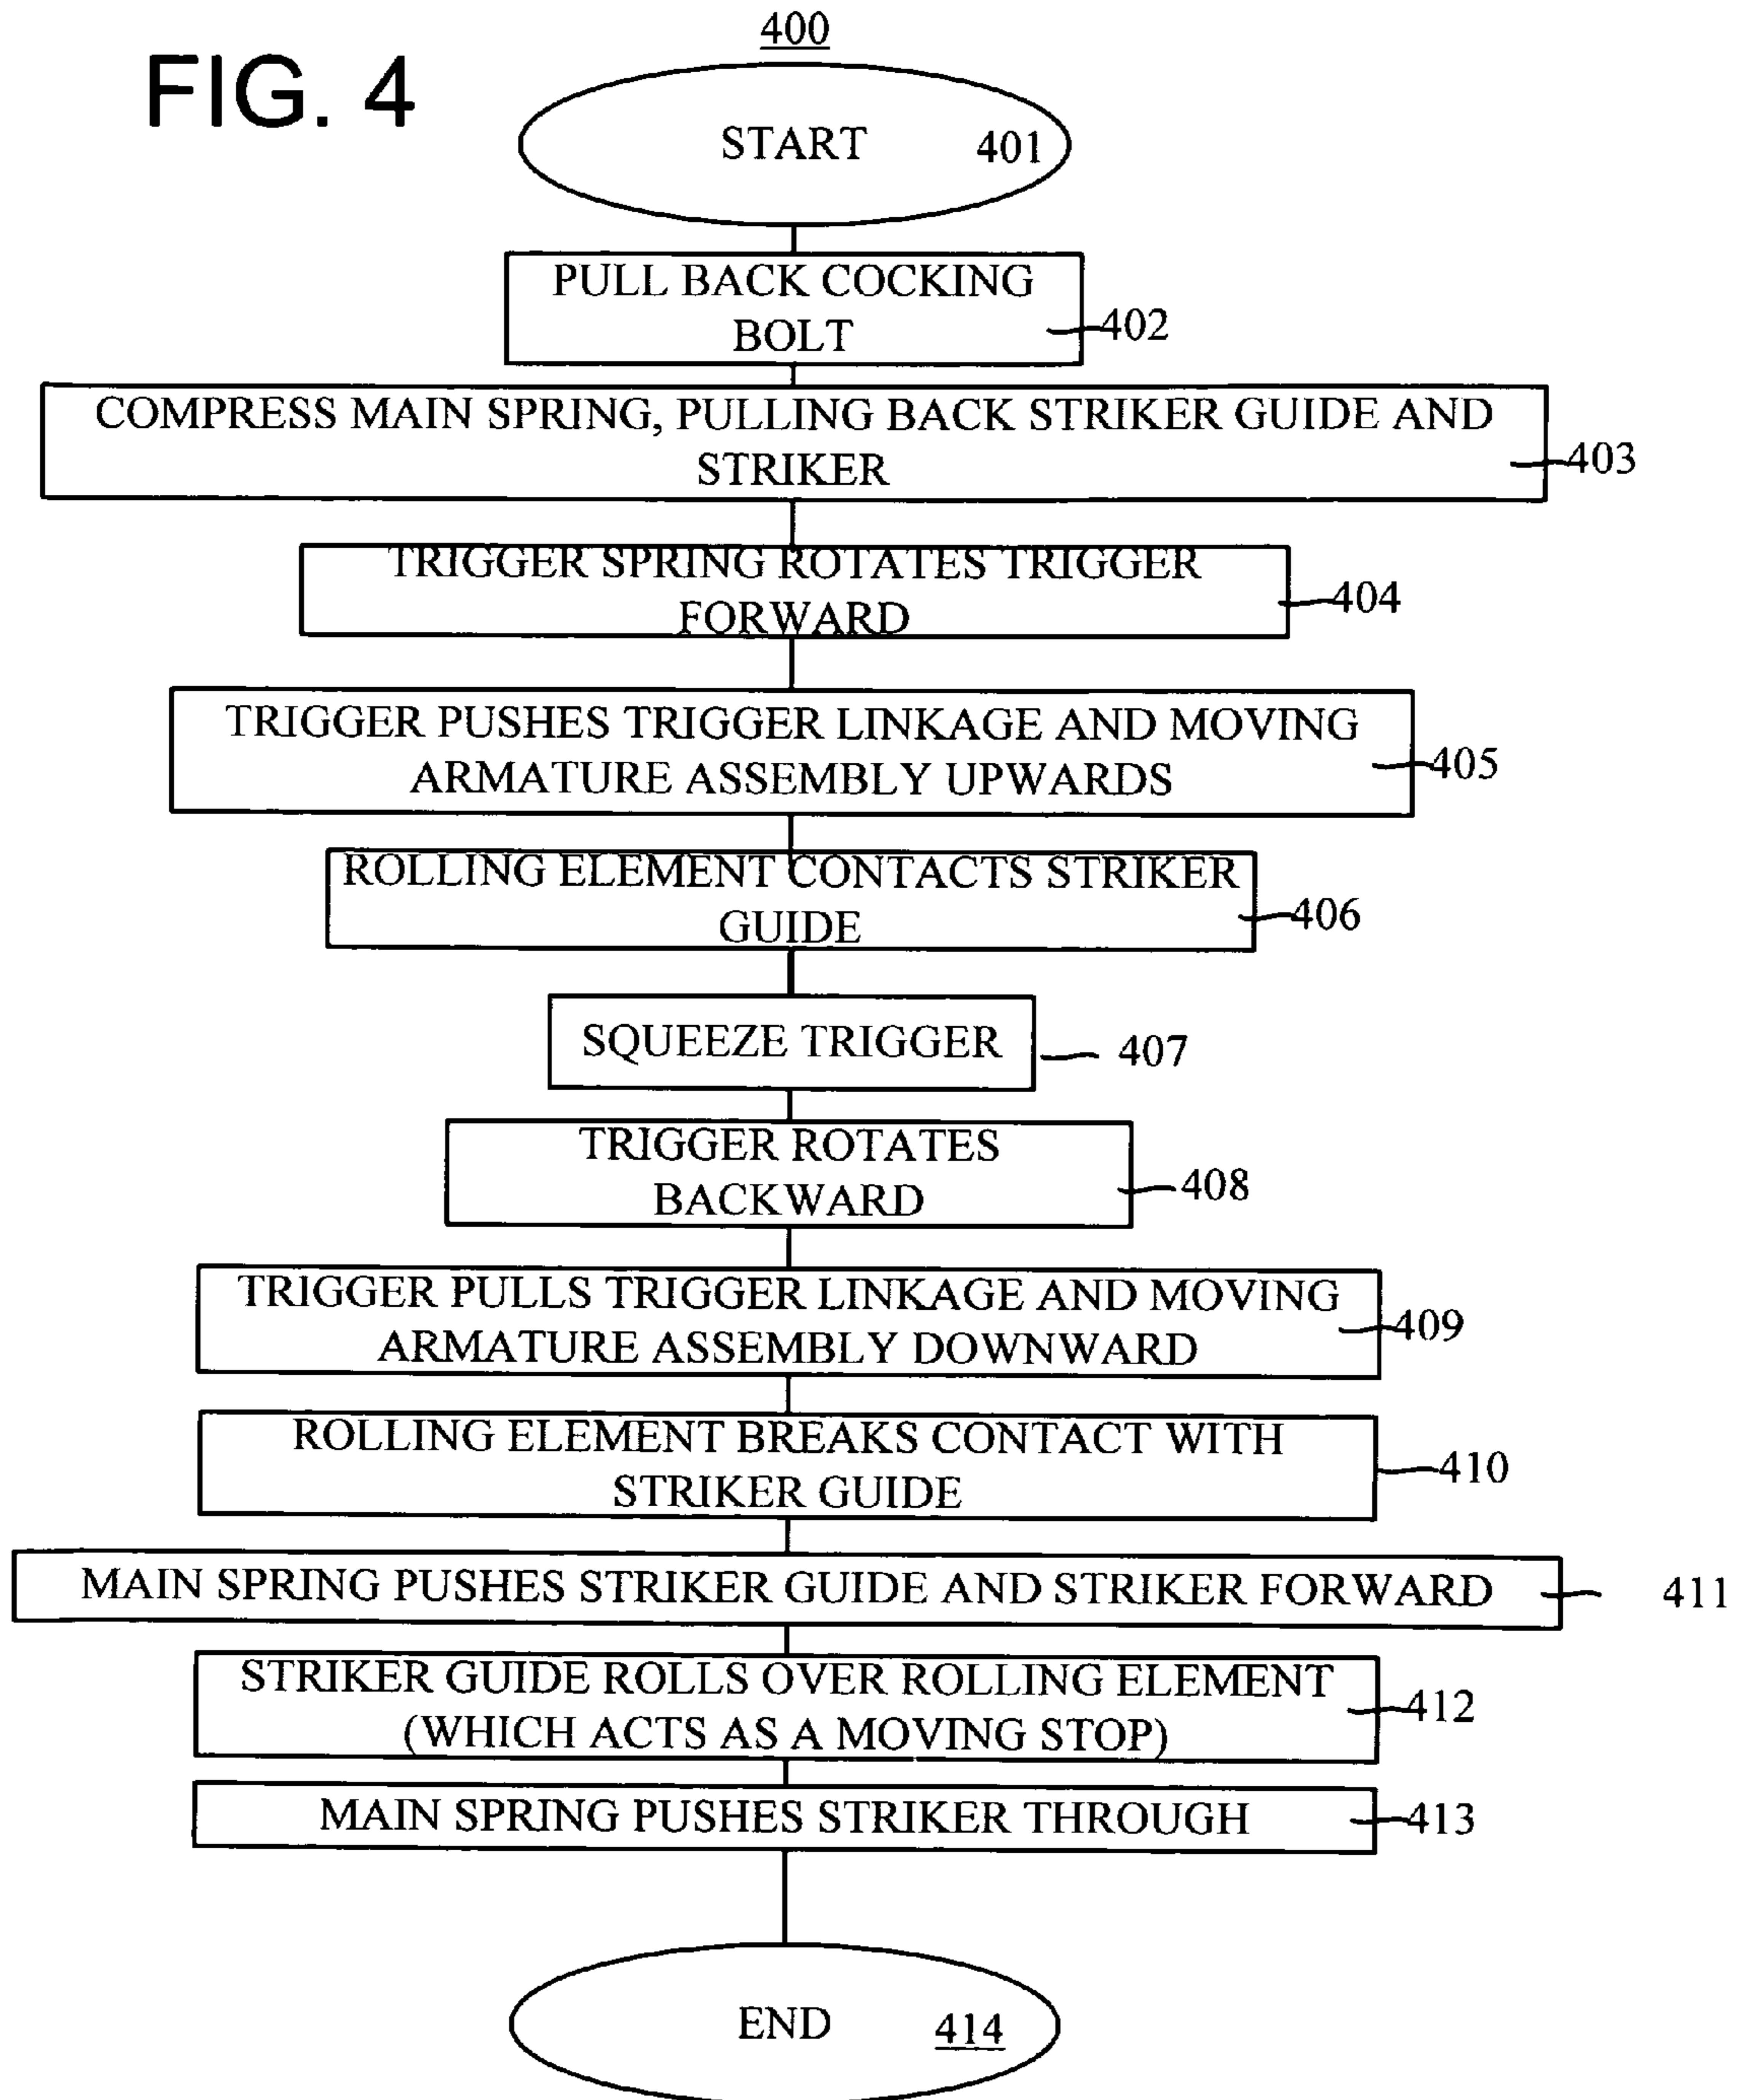 400
FIG. 4
START 401
PULL BACK COCKING
BOLT
402
COMPRESS MAIN SPRING, PULLING BACK STRIKER GUIDE AND
STRIKER
403
TRIGGER SPRING ROTATES TRIGGER
FORWARD
404
TRIGGER PUSHES TRIGGER LINKAGE AND MOVING
ARMATURE ASSEMBLY UPWARDS
405
ROLLING ELEMENT CONTACTS STRIKER
GUIDE
406
SQUEEZE TRIGGER
407
TRIGGER ROTATES
BACKWARD
408
TRIGGER PULLS TRIGGER LINKAGE AND MOVING
ARMATURE ASSEMBLY DOWNWARD
409
ROLLING ELEMENT BREAKS CONTACT WITH
STRIKER GUIDE
410
MAIN SPRING PUSHES STRIKER GUIDE AND STRIKER FORWARD
411
STRIKER GUIDE ROLLS OVER ROLLING ELEMENT
(WHICH ACTS AS A MOVING STOP)
412
MAIN SPRING PUSHES STRIKER THROUGH
413
END 414